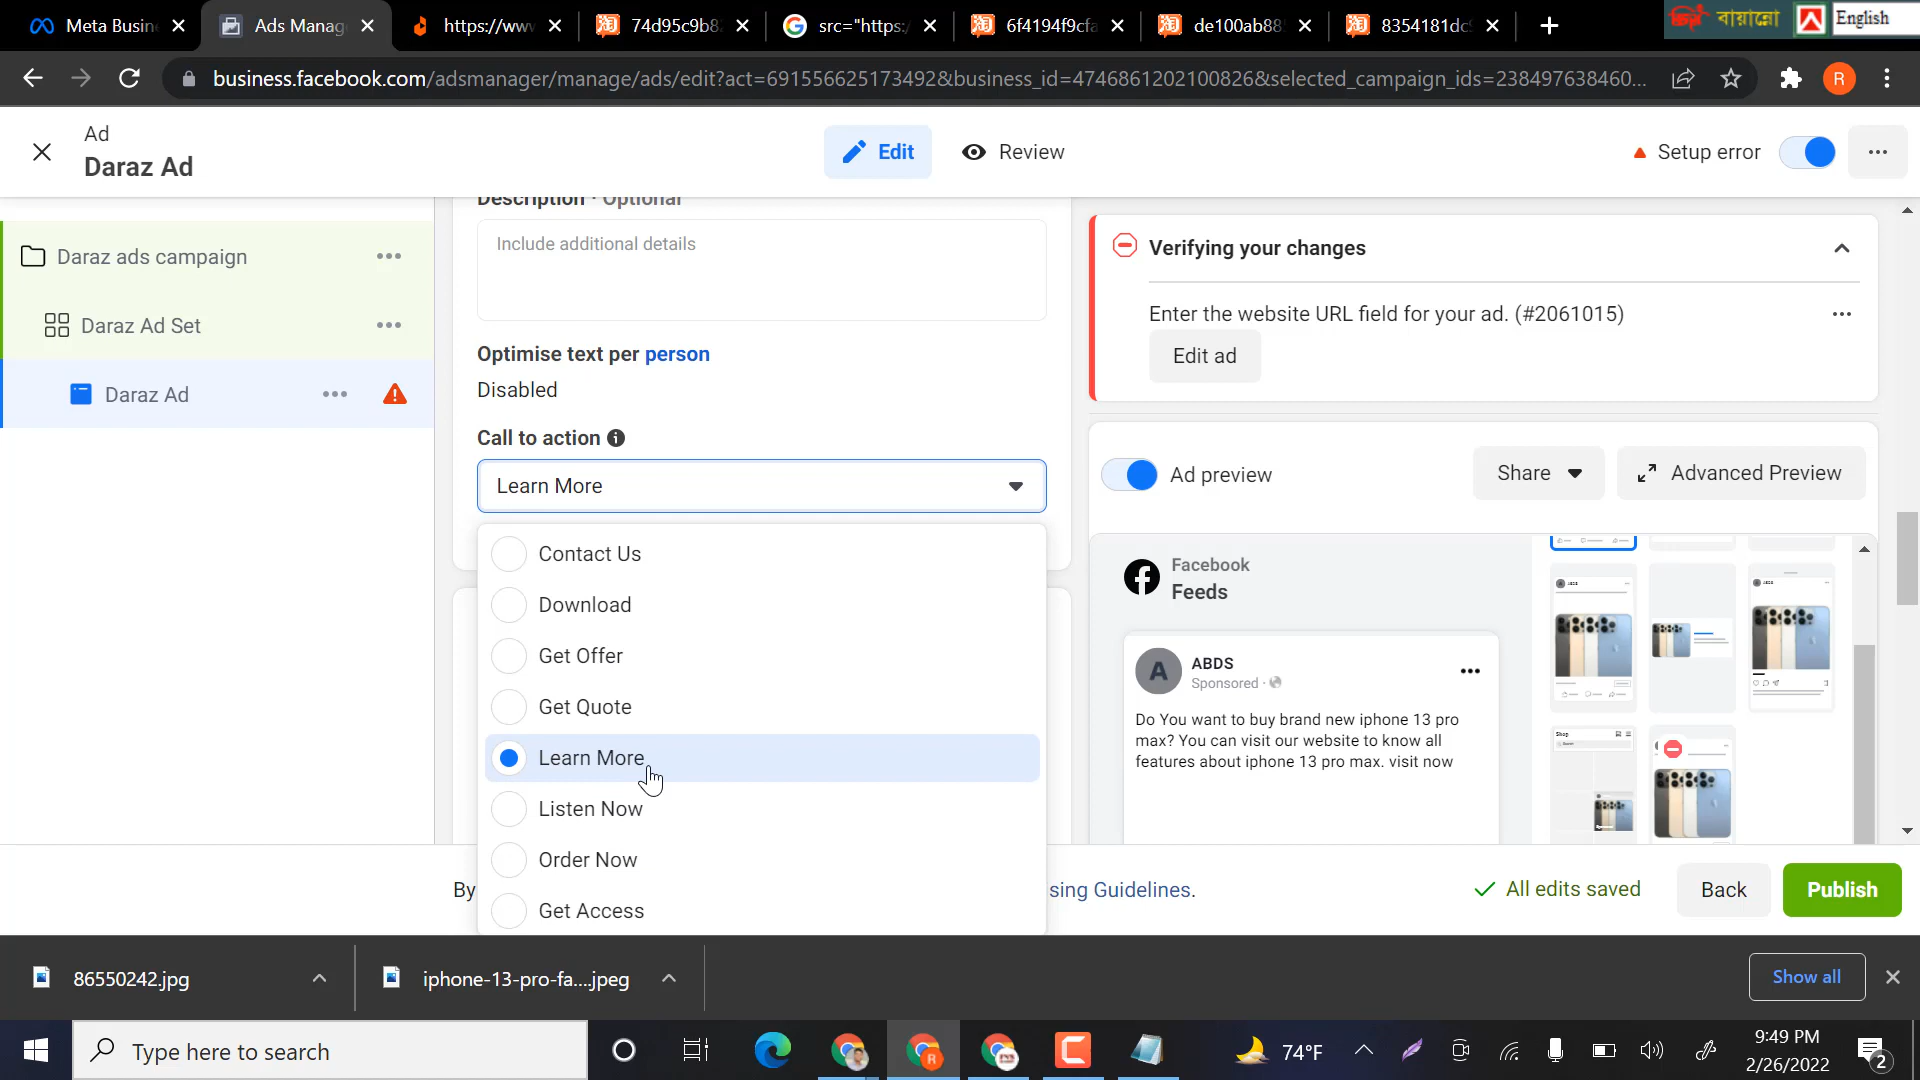 Meta Busin
Ads Manag
https://ww
74d95c9b8
src="https:/
6f4194f9cfa
de100ab88
8354181dc
বায়ান্নো
English
business.facebook.com/adsmanager/manage/ads/edit?act=691556625173492&business_id=4746861202100826&selected_campaign_ids=238497638460...
R
Ad
Daraz Ad
Edit
Review
Setup error
Daraz ads campaign
Daraz Ad Set
Daraz Ad
Description · Optional
Include additional details
Optimise text per person
Disabled
Call to action
Learn More
Contact Us
Download
Get Offer
Get Quote
Learn More
Listen Now
Order Now
Get Access
Verifying your changes
Enter the website URL field for your ad. (#2061015)
Edit ad
Ad preview
Share
Advanced Preview
Facebook
Feeds
A
ABDS
Sponsored ·
Do You want to buy brand new iphone 13 pro
max? You can visit our website to know all
features about iphone 13 pro max. visit now
ABDS
ABDS
Shop
By
sing Guidelines.
All edits saved
Back
Publish
86550242.jpg
iphone-13-pro-fa....jpeg
Show all
Type here to search
R
74°F
9:49 PM
2/26/2022
2